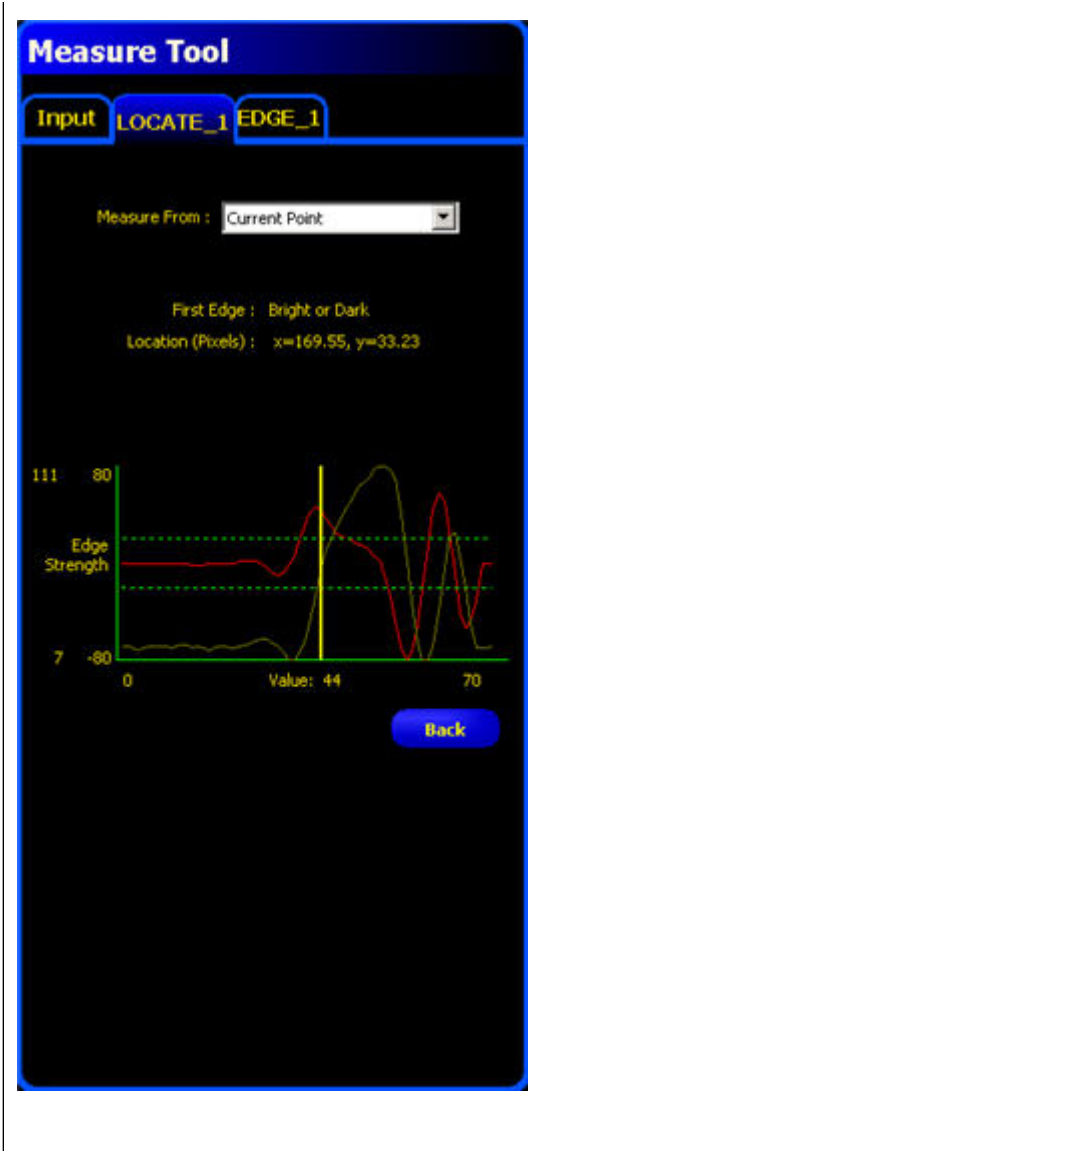 Measure Tool
Input LOCATE_1 EDGE_1
Measure From : Current Point
First Edge : Bright or Dark
Location (Pixels) : x=169.55, y=33.23
111 80
Edge
Strength
7 -80
0 Value: 44 70
Back